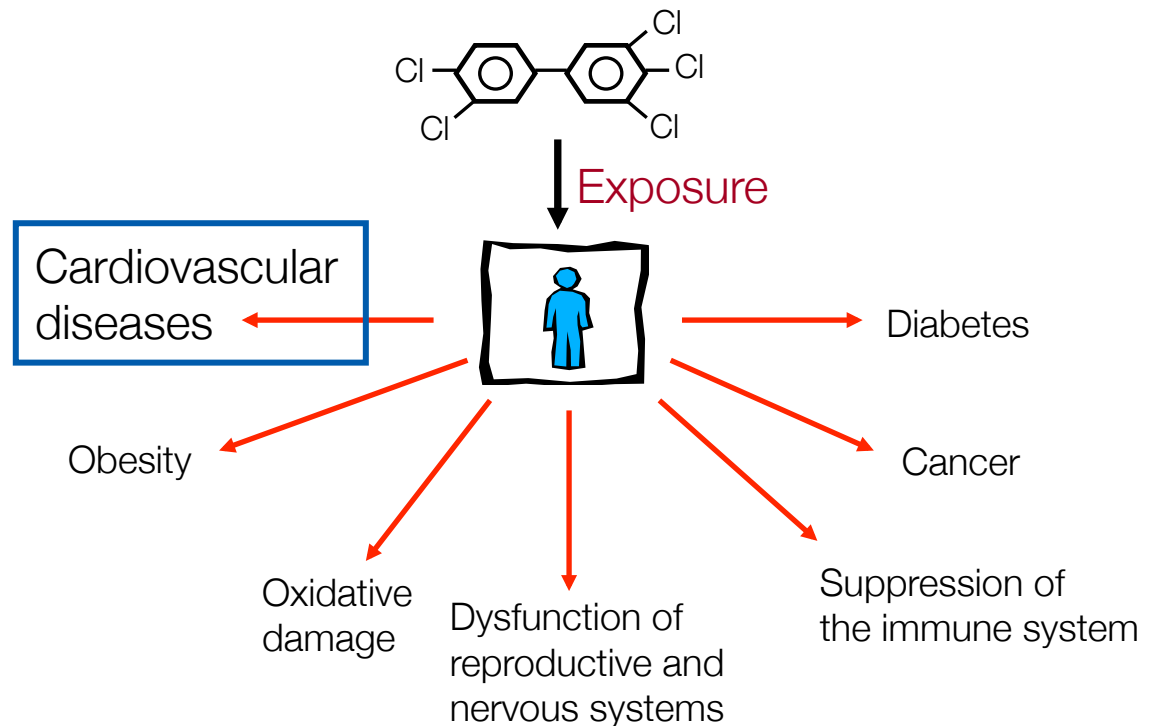 Cl
Cl
Cl
Cl
Cl
Exposure
Cardiovascular
diseases
Diabetes
Obesity
Cancer
Oxidative
damage
Dysfunction of
reproductive and
nervous systems
Suppression of
the immune system